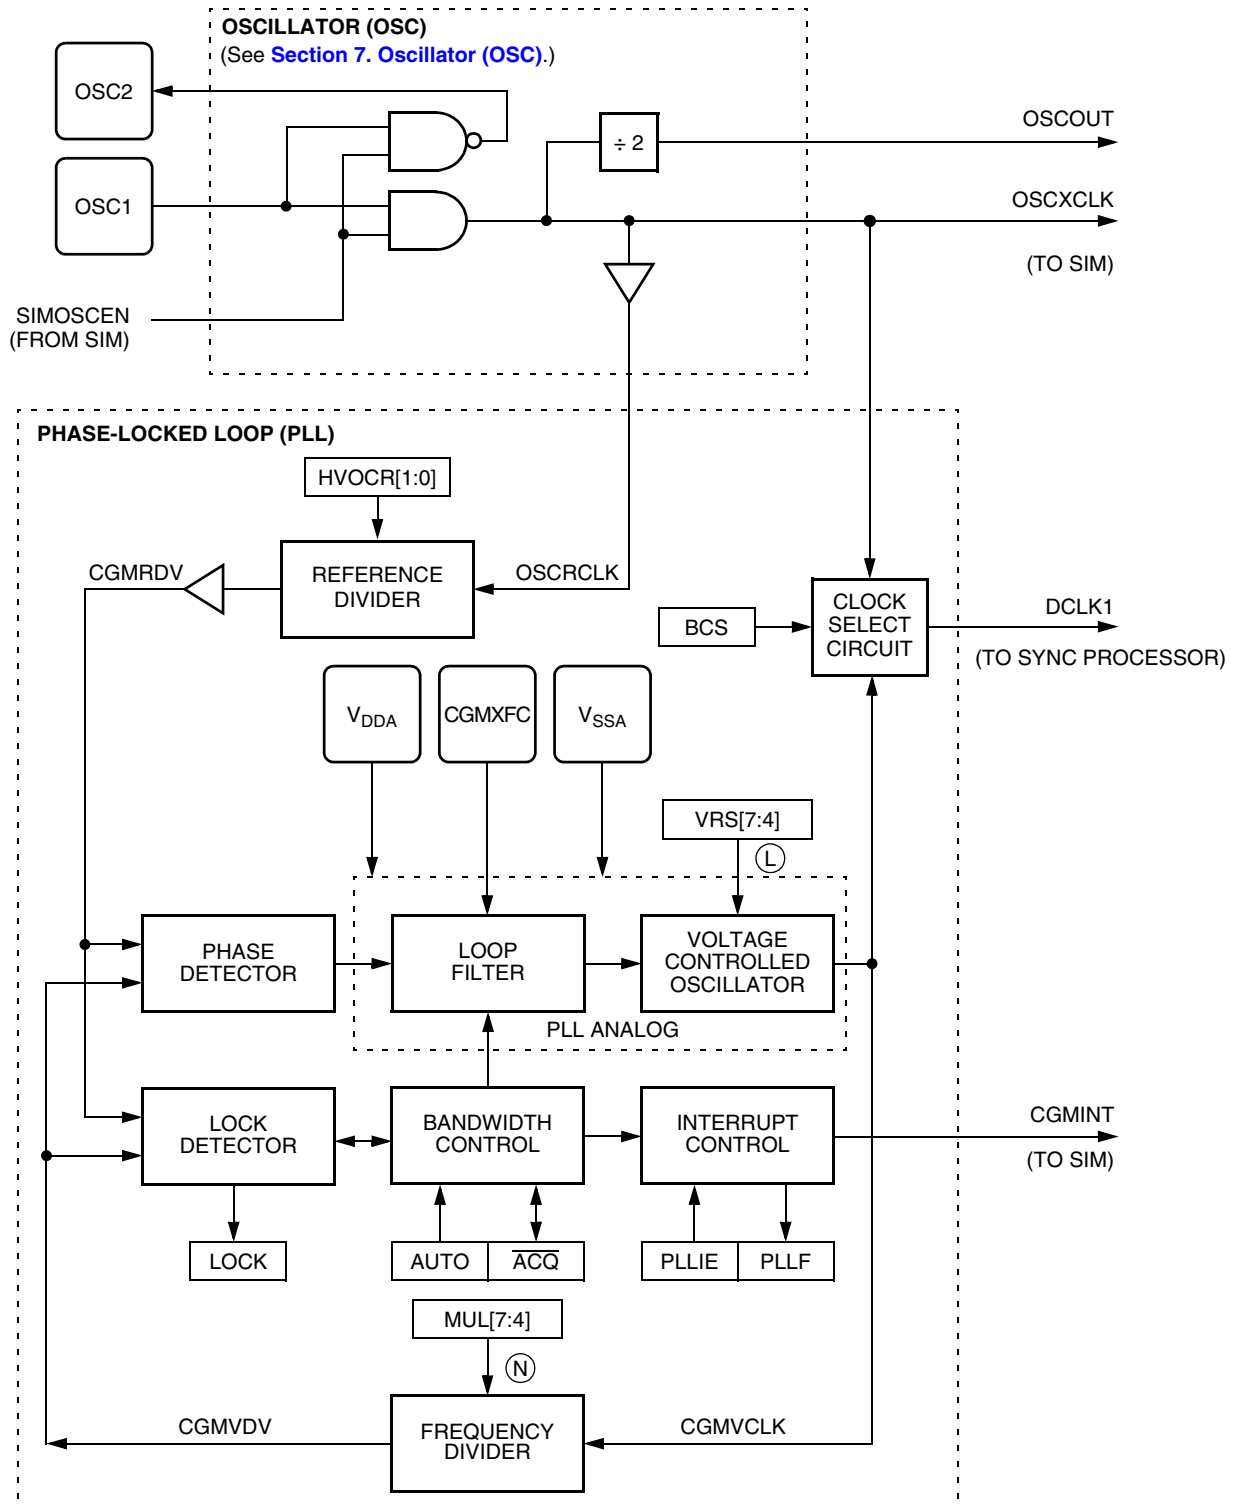 OSCILLATOR (OSC)
(See Section 7. Oscillator (OSC).)
OSC2
OSC1
SIMOSCEN
(FROM SIM)
÷ 2
OSCOUT
OSCXCLK
(TO SIM)
PHASE-LOCKED LOOP (PLL)
HVOCR[1:0]
CGMRDV
REFERENCE
DIVIDER
OSCRCLK
BCS
CLOCK
SELECT
CIRCUIT
DCLK1
(TO SYNC PROCESSOR)
VDDA
CGMXFC
VSSA
VRS[7:4]
L
PHASE
DETECTOR
LOOP
FILTER
VOLTAGE
CONTROLLED
OSCILLATOR
PLL ANALOG
LOCK
DETECTOR
BANDWIDTH
CONTROL
INTERRUPT
CONTROL
CGMINT
(TO SIM)
LOCK
AUTO
A̅C̅Q̅
PLLIE
PLLF
MUL[7:4]
N
CGMVDV
FREQUENCY
DIVIDER
CGMVCLK